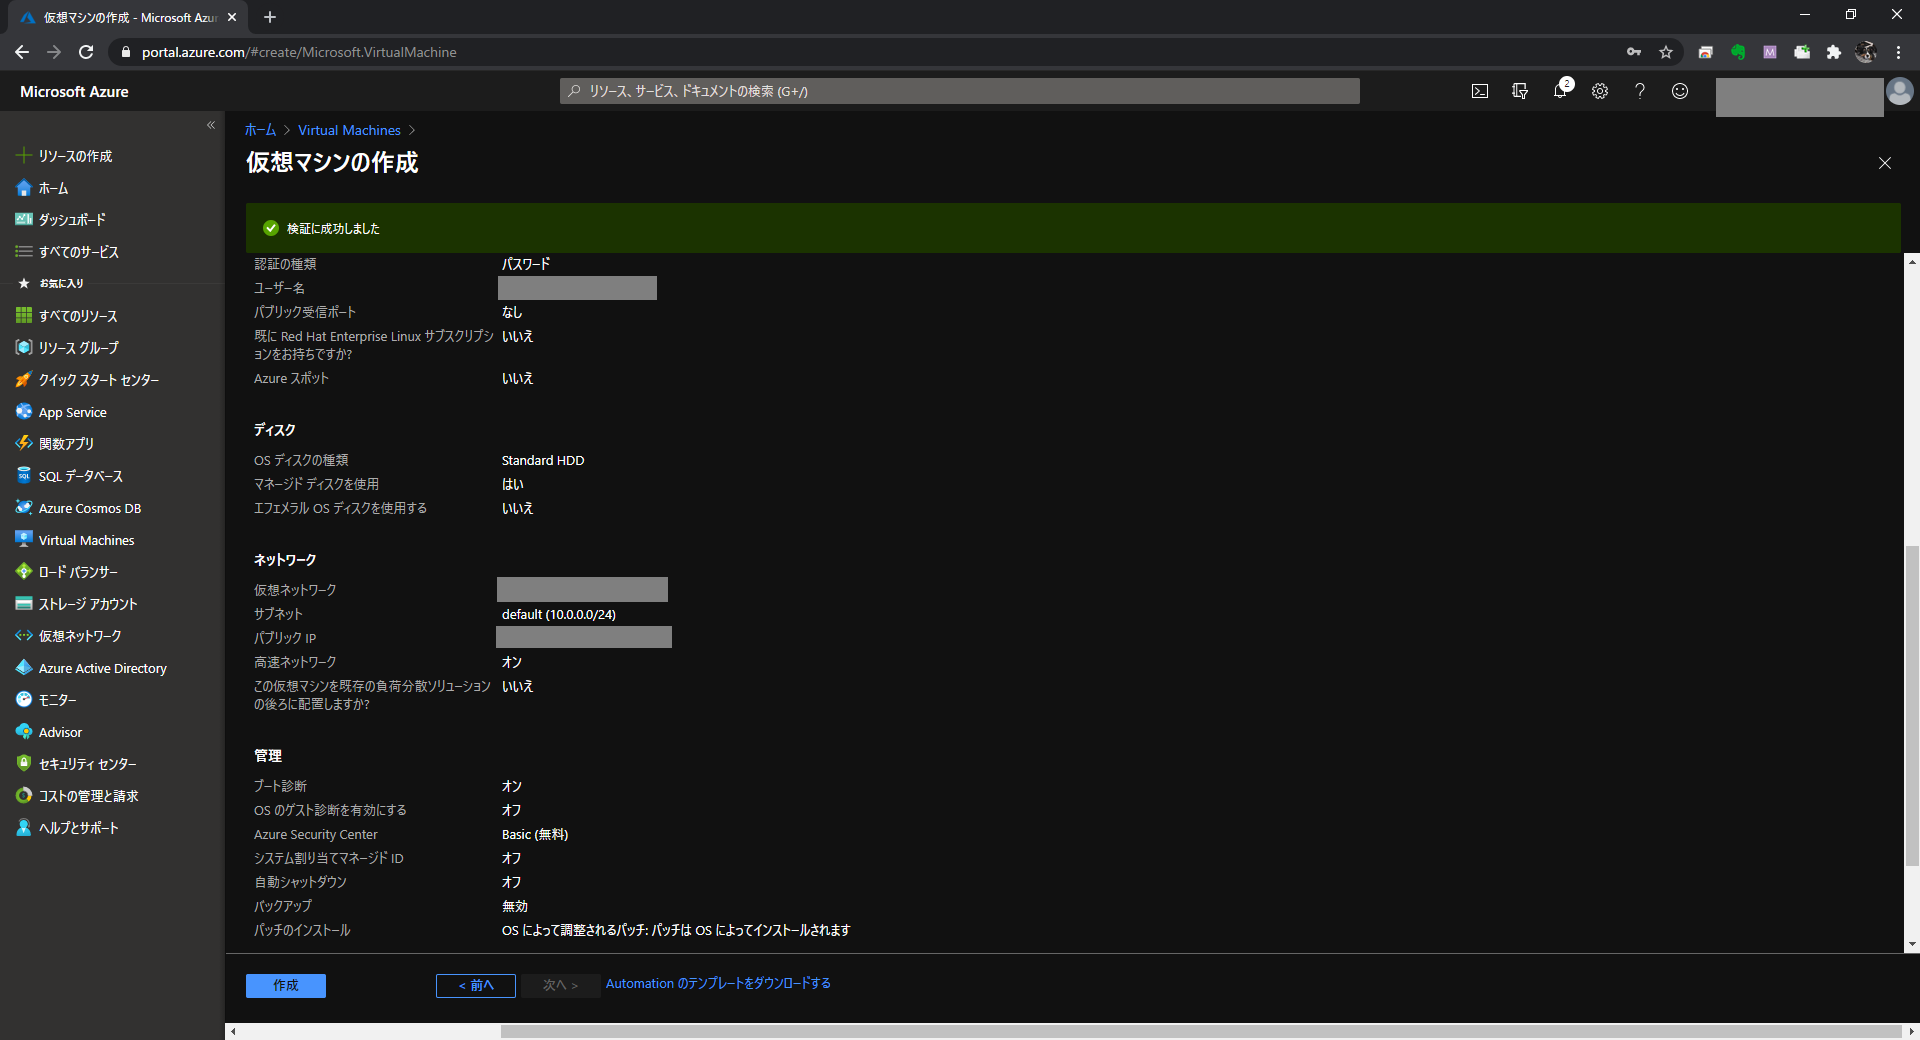 仮想マシンの作成 - Microsoft Azur
portal.azure.com/#create/Microsoft.VirtualMachine
Microsoft Azure
リソース、サービス、ドキュメントの検索 (G+/)
2
リソースの作成
ホーム
ダッシュボード
すべてのサービス
お気に入り
すべてのリソース
リソース グループ
クイック スタート センター
App Service
関数アプリ
SQL データベース
Azure Cosmos DB
Virtual Machines
ロード バランサー
ストレージ アカウント
仮想ネットワーク
Azure Active Directory
モニター
Advisor
セキュリティ センター
コストの管理と請求
ヘルプとサポート
ホーム > Virtual Machines >
仮想マシンの作成
検証に成功しました
認証の種類 パスワード
ユーザー名
パブリック受信ポート なし
既に Red Hat Enterprise Linux サブスクリプシ いいえ
ョンをお持ちですか?
Azure スポット いいえ
ディスク
OS ディスクの種類 Standard HDD
マネージド ディスクを使用 はい
エフェメラル OS ディスクを使用する いいえ
ネットワーク
仮想ネットワーク
サブネット default (10.0.0.0/24)
パブリック IP
高速ネットワーク オン
この仮想マシンを既存の負荷分散ソリューション いいえ
の後ろに配置しますか?
管理
ブート診断 オン
OS のゲスト診断を有効にする オフ
Azure Security Center Basic (無料)
システム割り当てマネージド ID オフ
自動シャットダウン オフ
バックアップ 無効
パッチのインストール OS によって調整されるパッチ: パッチは OS によってインストールされます
作成 < 前へ 次へ > Automation のテンプレートをダウンロードする